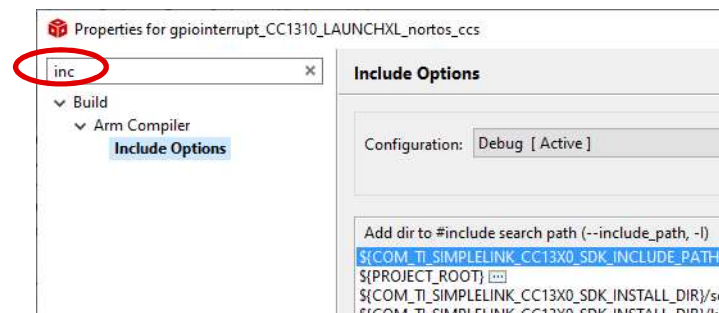 Properties for gpiointerrupt_CC1310_LAUNCHXL_nortos_ccs
inc
Build
Arm Compiler
Include Options
Include Options
Configuration: Debug [ Active ]
Add dir to #include search path (--include_path, -I)
${COM_TI_SIMPLELINK_CC13X0_SDK_INCLUDE_PATH
${PROJECT_ROOT}
${COM_TI_SIMPLELINK_CC13X0_SDK_INSTALL_DIR}/s
${COM_TI_SIMPLELINK_CC13X0_SDK_INSTALL_DIR}/